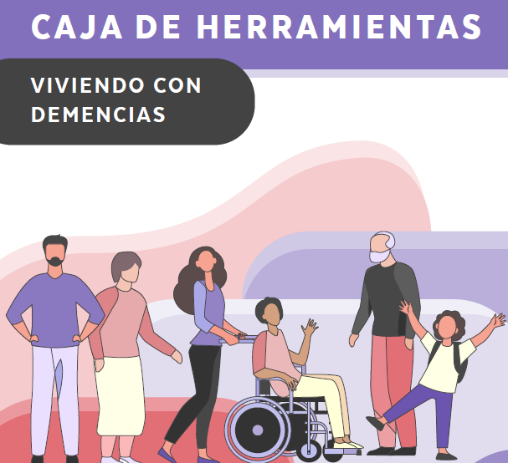 CAJA DE HERRAMIENTAS
VIVIENDO CON
DEMENCIAS